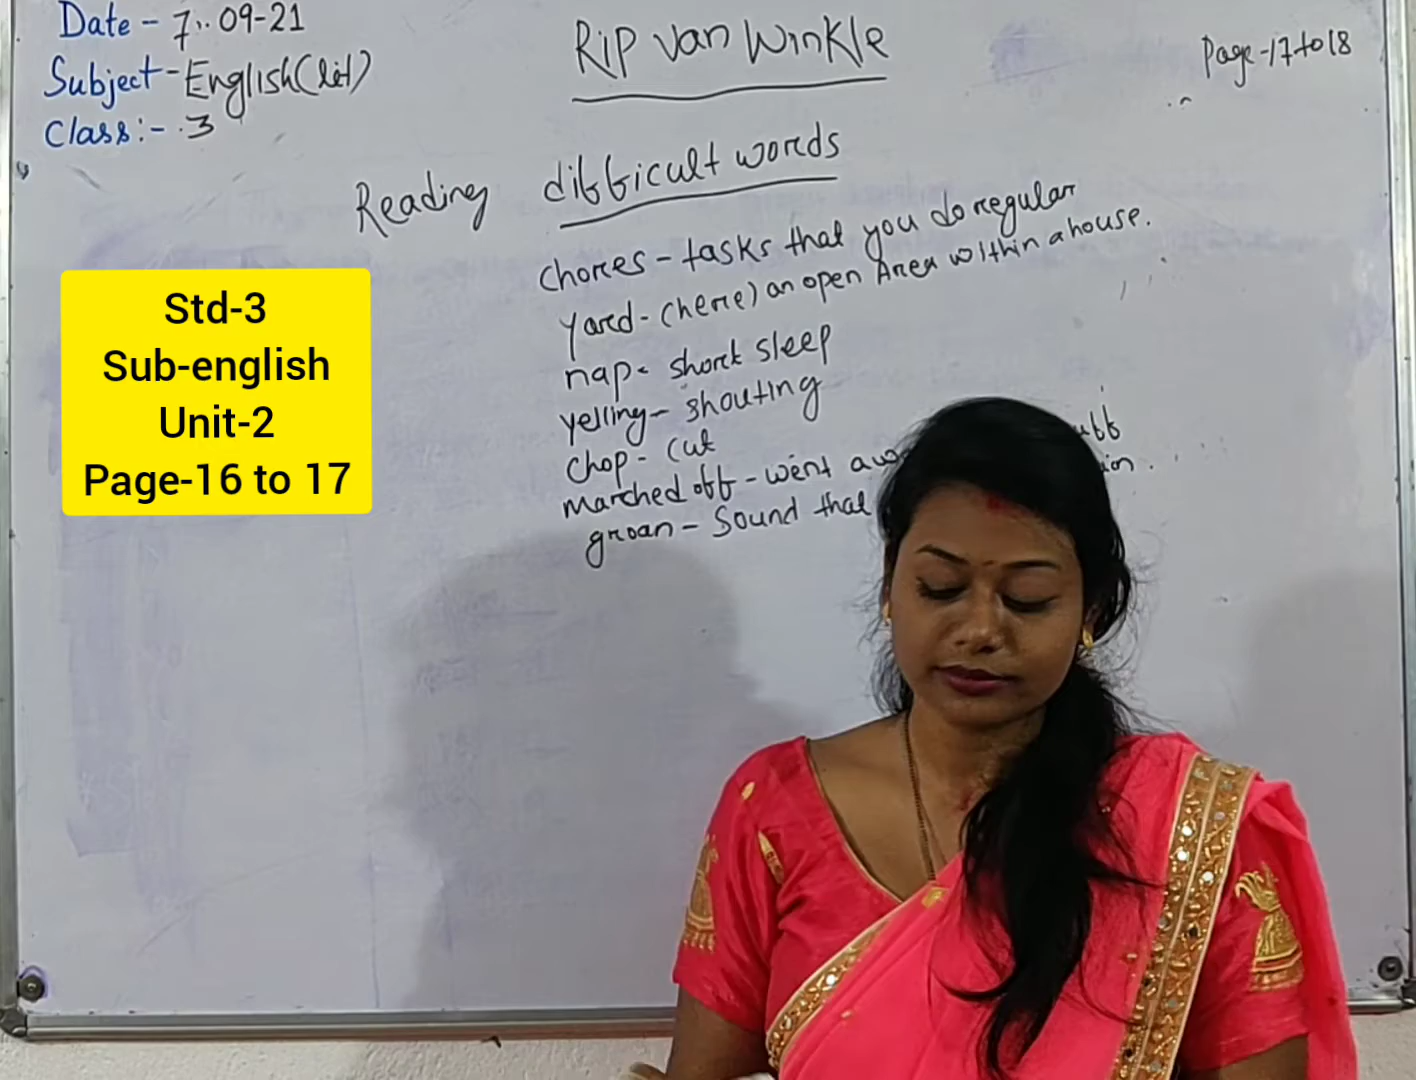 Date - 7.. 09-21
Subject - English(lit)
Class:- .3
Rip van Winkle
Page-17 to 18
Reading difficult words
chores - tasks that you do regular
yard - (here) an open Area within a house.
nap - short sleep
yelling - shouting
chop - cut
marched off - went
groan - Sound that
Std-3
Sub-english
Unit-2
Page-16 to 17